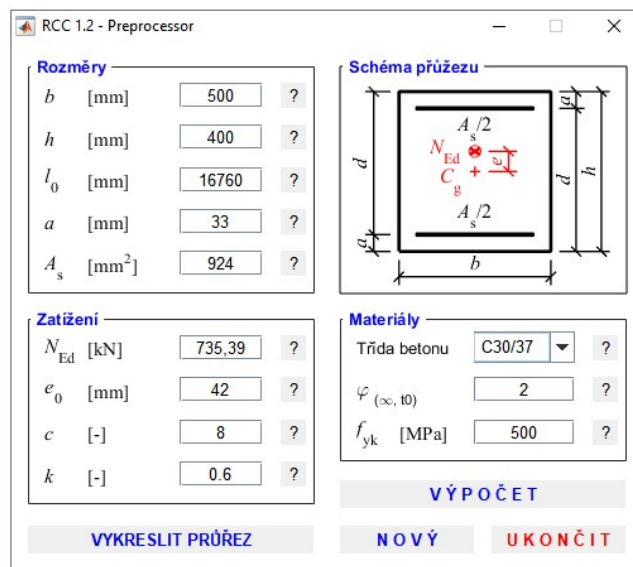 RCC 1.2 - Preprocessor
Rozměry
b [mm] 500 ?
h [mm] 400 ?
l0 [mm] 16760 ?
a [mm] 33 ?
As [mm2] 924 ?
Schéma přůžezu
a
As/2
NEd
e
Cg
d
d
h
As/2
a
b
Zatížení
NEd [kN] 735,39 ?
e0 [mm] 42 ?
c [-] 8 ?
k [-] 0.6 ?
Materiály
Třída betonu C30/37 ?
φ(∞, t0) 2 ?
fyk [MPa] 500 ?
VÝPOČET
VYKRESLIT PRŮŘEZ
NOVÝ
UKONČIT